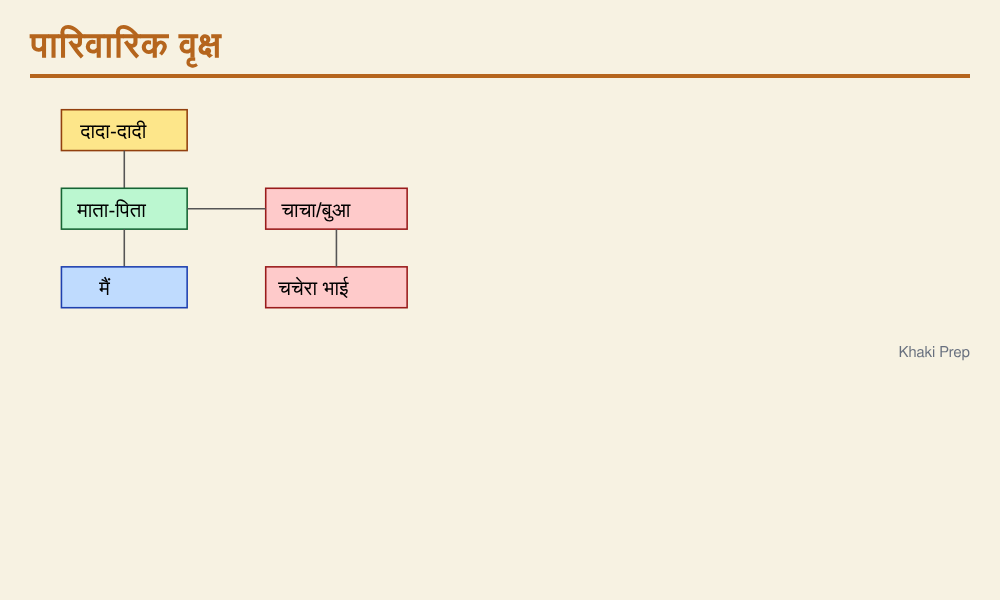 पारिवारिक वृक्ष
दादा-दादी
माता-पिता
चाचा/बुआ
मैं
चचेरा भाई
Khaki Prep